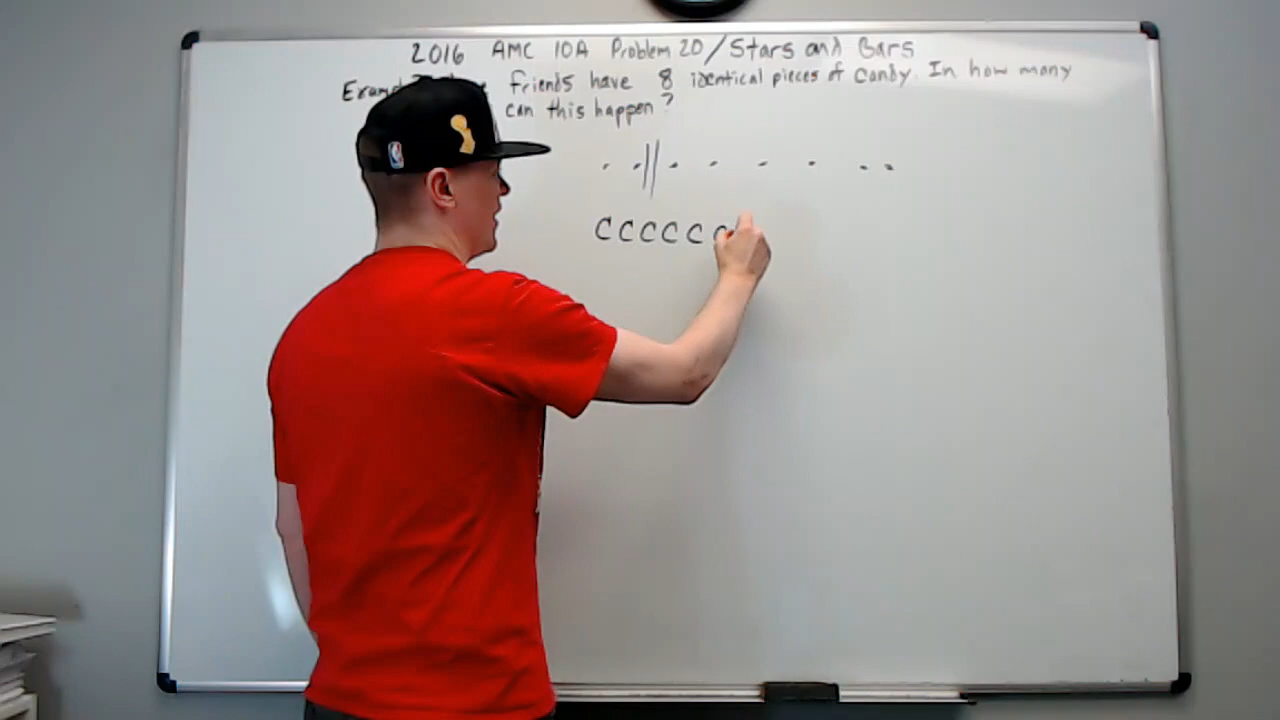 2016 AMC 10A Problem 20/Stars and Bars
friends have 8 identical pieces of candy. In how many
can this happen?
C C C C C C